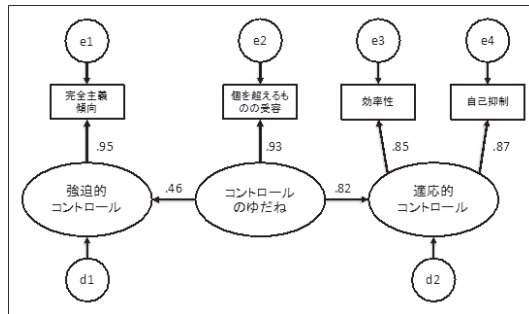 e1
e2
e3
e4
完全主義
傾向
個を超えるも
のの受容
効率性
自己抑制
.95
.93
.85
.87
強迫的
コントロール
.46
コントロール
のゆだね
.82
適応的
コントロール
d1
d2